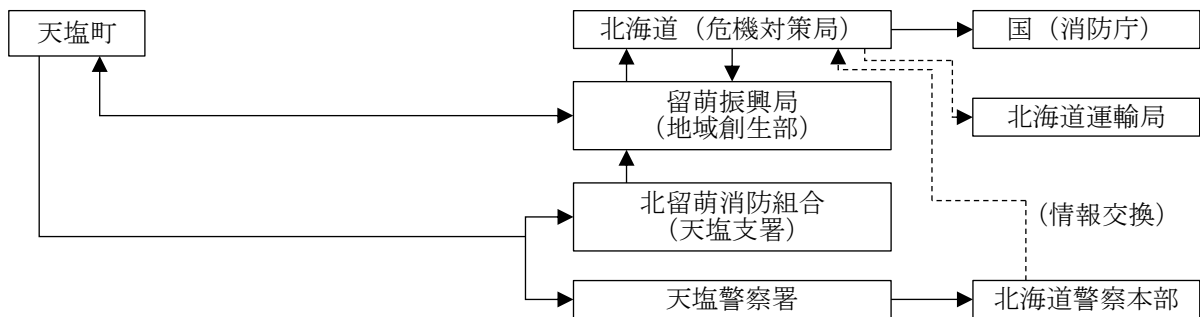 天塩町
北海道（危機対策局）
国（消防庁）
留萌振興局
（地域創生部）
北海道運輸局
北留萌消防組合
（天塩支署）
（情報交換）
天塩警察署
北海道警察本部